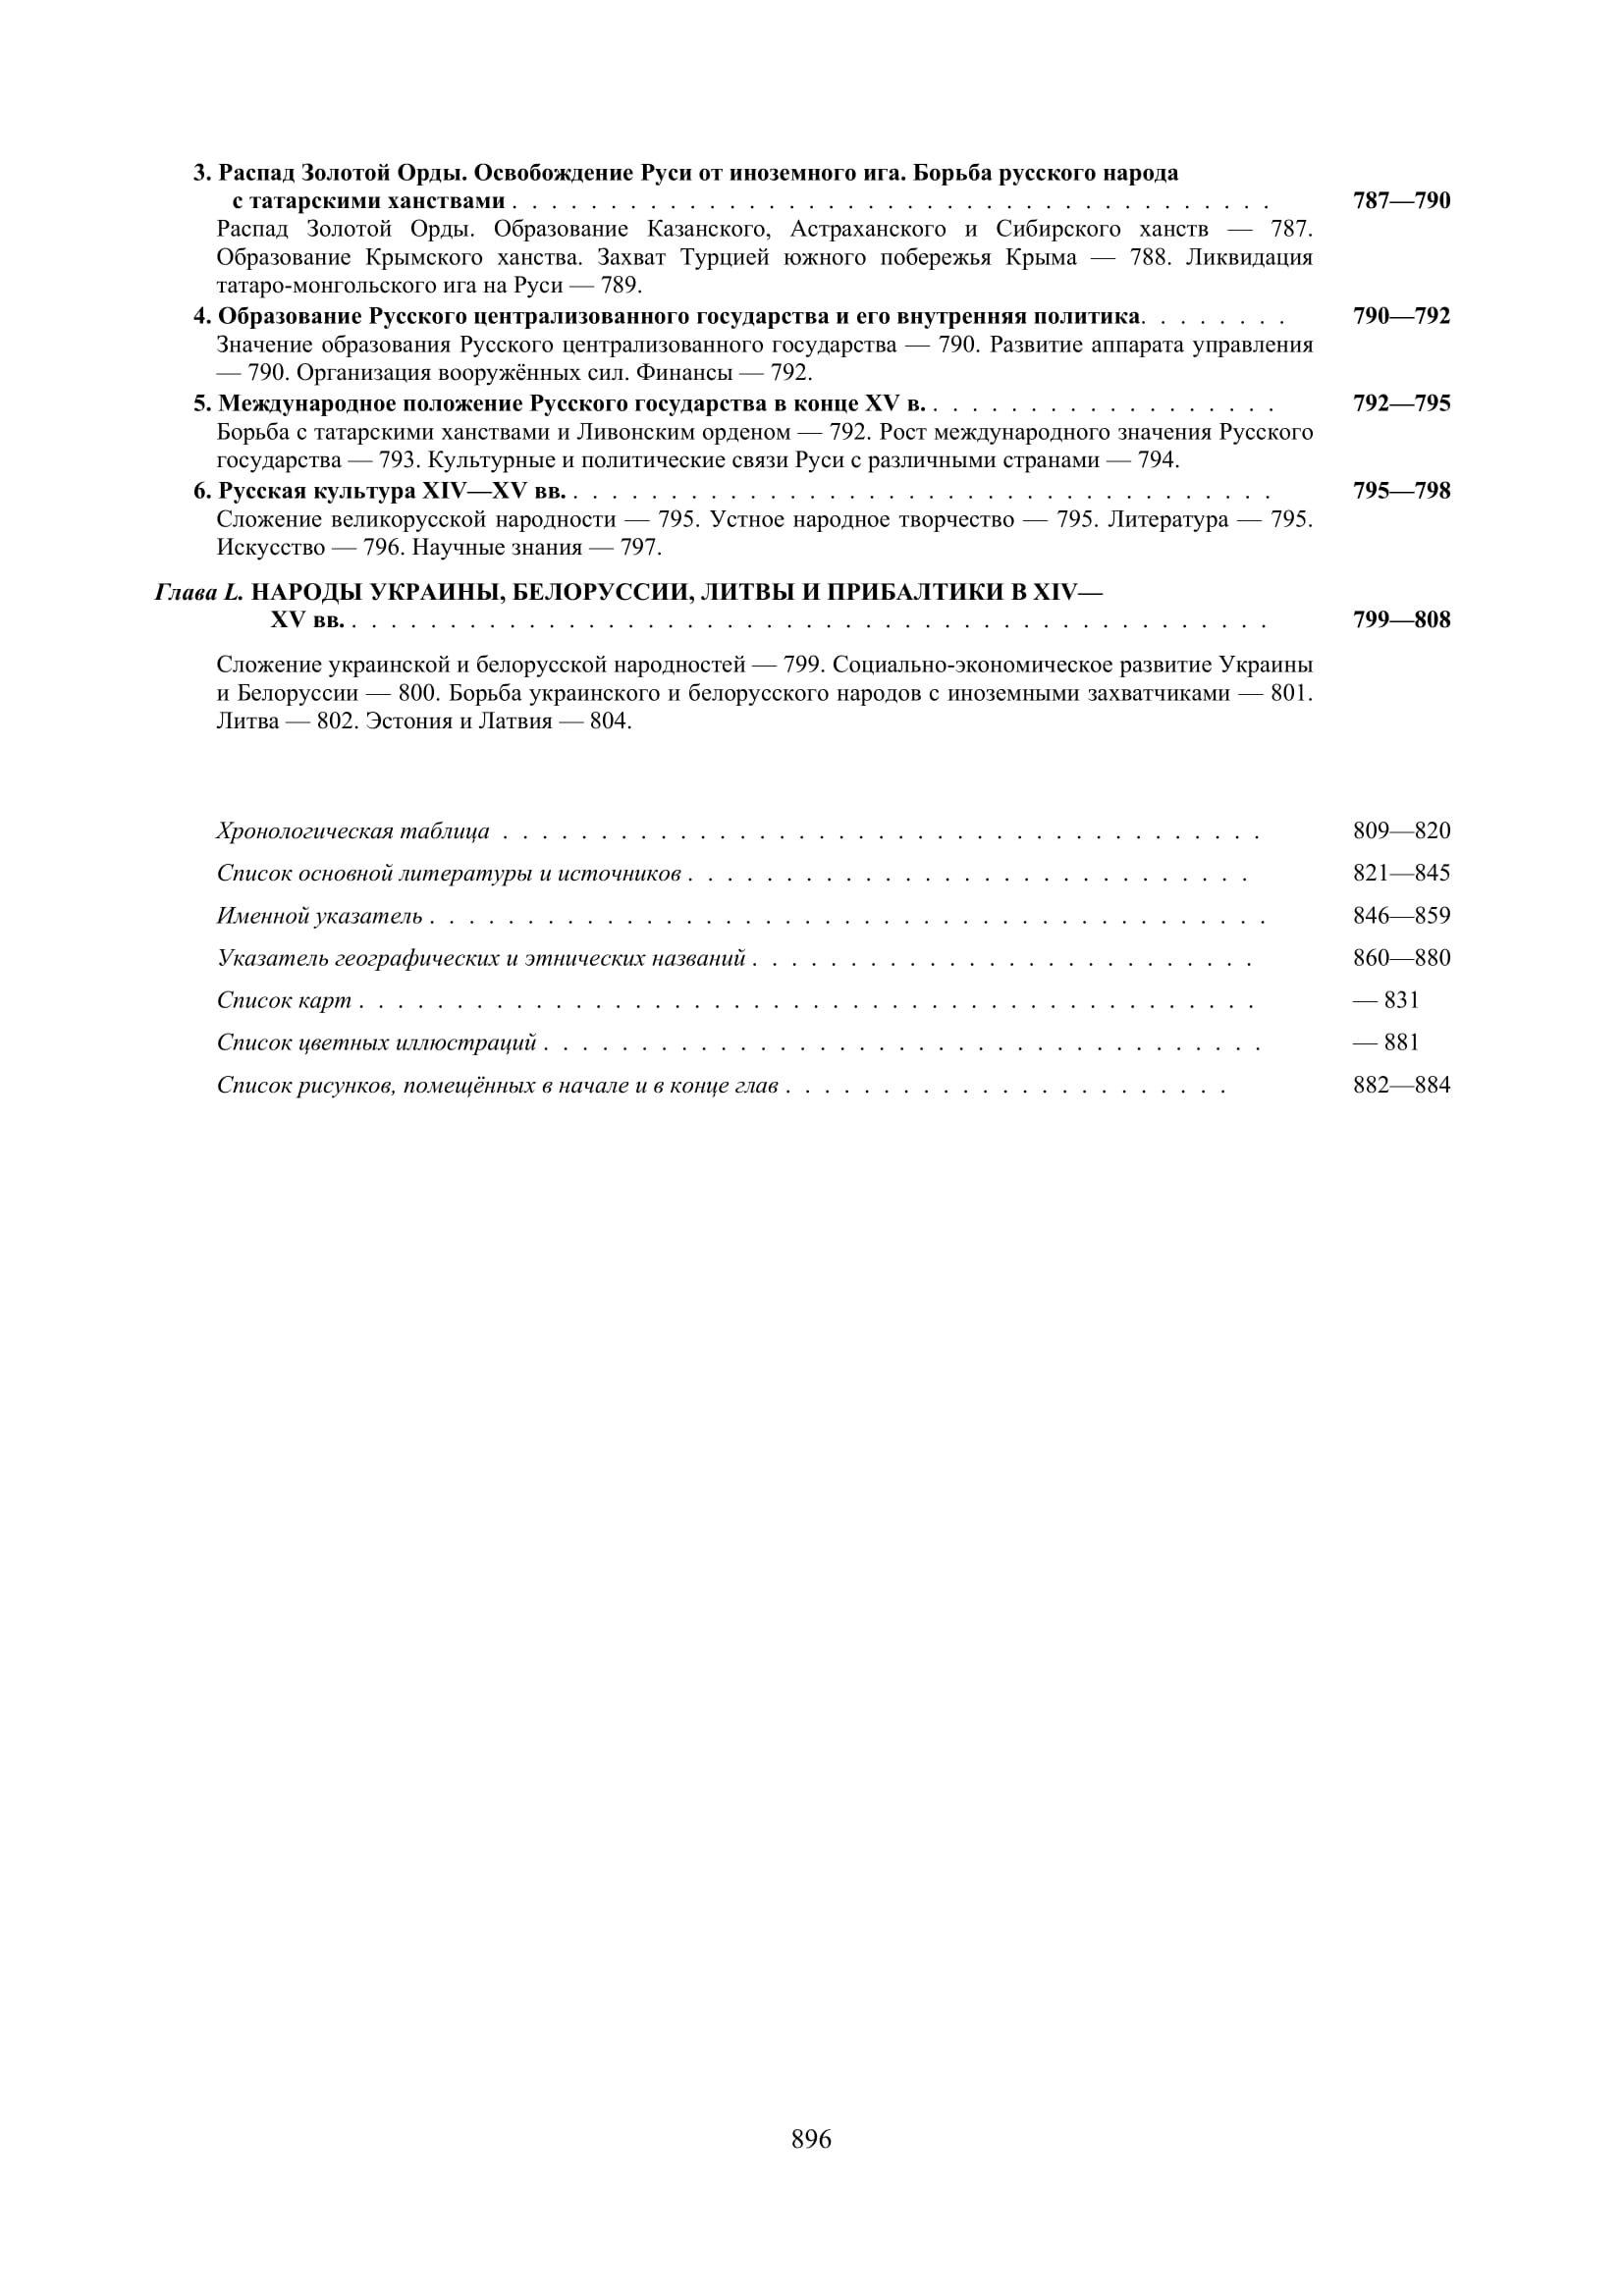 3. Распад Золотой Орды. Освобождение Руси от иноземного ига. Борьба русского народа
с татарскими ханствами . . . . . . . . . . . . . . . . . . . . . . . . . . . . . . . . . . . . . . . 787—790
Распад Золотой Орды. Образование Казанского, Астраханского и Сибирского ханств — 787.
Образование Крымского ханства. Захват Турцией южного побережья Крыма — 788. Ликвидация
татаро-монгольского ига на Руси — 789.
4. Образование Русского централизованного государства и его внутренняя политика. . . . . . . . 790—792
Значение образования Русского централизованного государства — 790. Развитие аппарата управления
— 790. Организация вооружённых сил. Финансы — 792.
5. Международное положение Русского государства в конце XV в. . . . . . . . . . . . . . . . . . . 792—795
Борьба с татарскими ханствами и Ливонским орденом — 792. Рост международного значения Русского
государства — 793. Культурные и политические связи Руси с различными странами — 794.
6. Русская культура XIV—XV вв. . . . . . . . . . . . . . . . . . . . . . . . . . . . . . . . . . . . . 795—798
Сложение великорусской народности — 795. Устное народное творчество — 795. Литература — 795.
Искусство — 796. Научные знания — 797.
Глава L. НАРОДЫ УКРАИНЫ, БЕЛОРУССИИ, ЛИТВЫ И ПРИБАЛТИКИ В XIV—
XV вв. . . . . . . . . . . . . . . . . . . . . . . . . . . . . . . . . . . . . . . . . . . . . . . . 799—808
Сложение украинской и белорусской народностей — 799. Социально-экономическое развитие Украины
и Белоруссии — 800. Борьба украинского и белорусского народов с иноземными захватчиками — 801.
Литва — 802. Эстония и Латвия — 804.
Хронологическая таблица . . . . . . . . . . . . . . . . . . . . . . . . . . . . . . . . . . . . . . . 809—820
Список основной литературы и источников . . . . . . . . . . . . . . . . . . . . . . . . . . . . . 821—845
Именной указатель . . . . . . . . . . . . . . . . . . . . . . . . . . . . . . . . . . . . . . . . . . . 846—859
Указатель географических и этнических названий . . . . . . . . . . . . . . . . . . . . . . . . . . 860—880
Список карт . . . . . . . . . . . . . . . . . . . . . . . . . . . . . . . . . . . . . . . . . . . . . . — 831
Список цветных иллюстраций . . . . . . . . . . . . . . . . . . . . . . . . . . . . . . . . . . . . . — 881
Список рисунков, помещённых в начале и в конце глав . . . . . . . . . . . . . . . . . . . . . . . 882—884
896